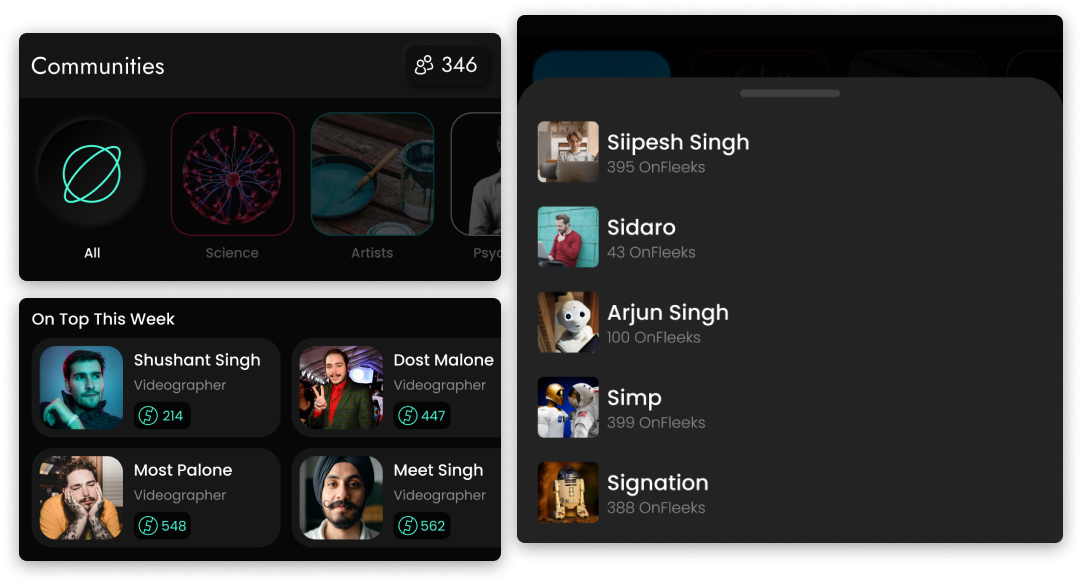 Communities
346
All
Science
Artists
Psyc
On Top This Week
Shushant Singh
Videographer
214
Dost Malone
Videographer
447
Most Palone
Videographer
548
Meet Singh
Videographer
562
Siipesh Singh
395 OnFleeks
Sidaro
43 OnFleeks
Arjun Singh
100 OnFleeks
Simp
399 OnFleeks
Signation
388 OnFleeks